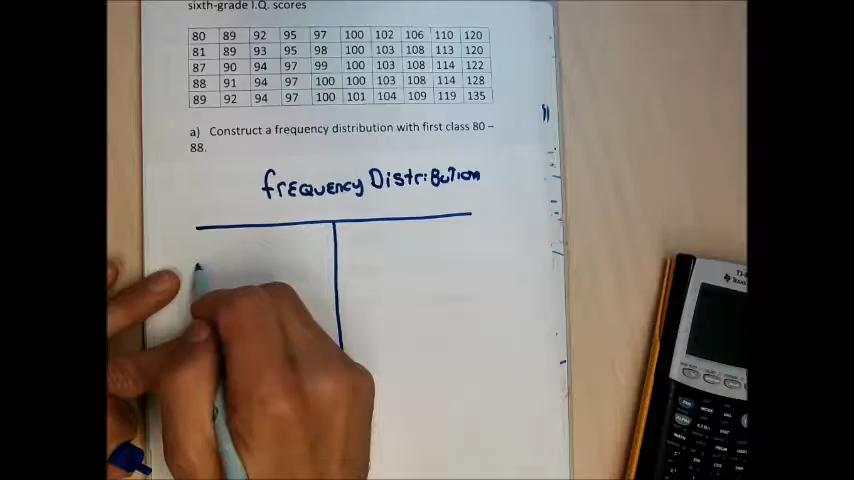 sixth-grade I.Q. scores
80 89 92 95 97 100 102 106 110 120
81 89 93 95 98 100 103 108 113 120
87 90 94 97 99 100 103 108 114 122
88 91 94 97 100 100 103 108 114 128
89 92 94 97 100 101 104 109 119 135
a) Construct a frequency distribution with first class 80 –
88.
frequency Distribution